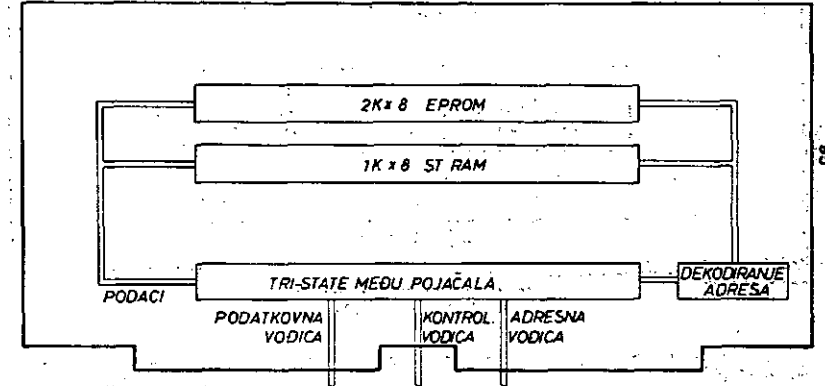 2K x 8 EPROM
1K x 8 ST RAM
TRI-STATE MEĐU POJAČALA
DEKODIRANJE
ADRESA
PODACI
PODATKOVNA
VODICA
KONTROL.
VODICA
ADRESNA
VODICA